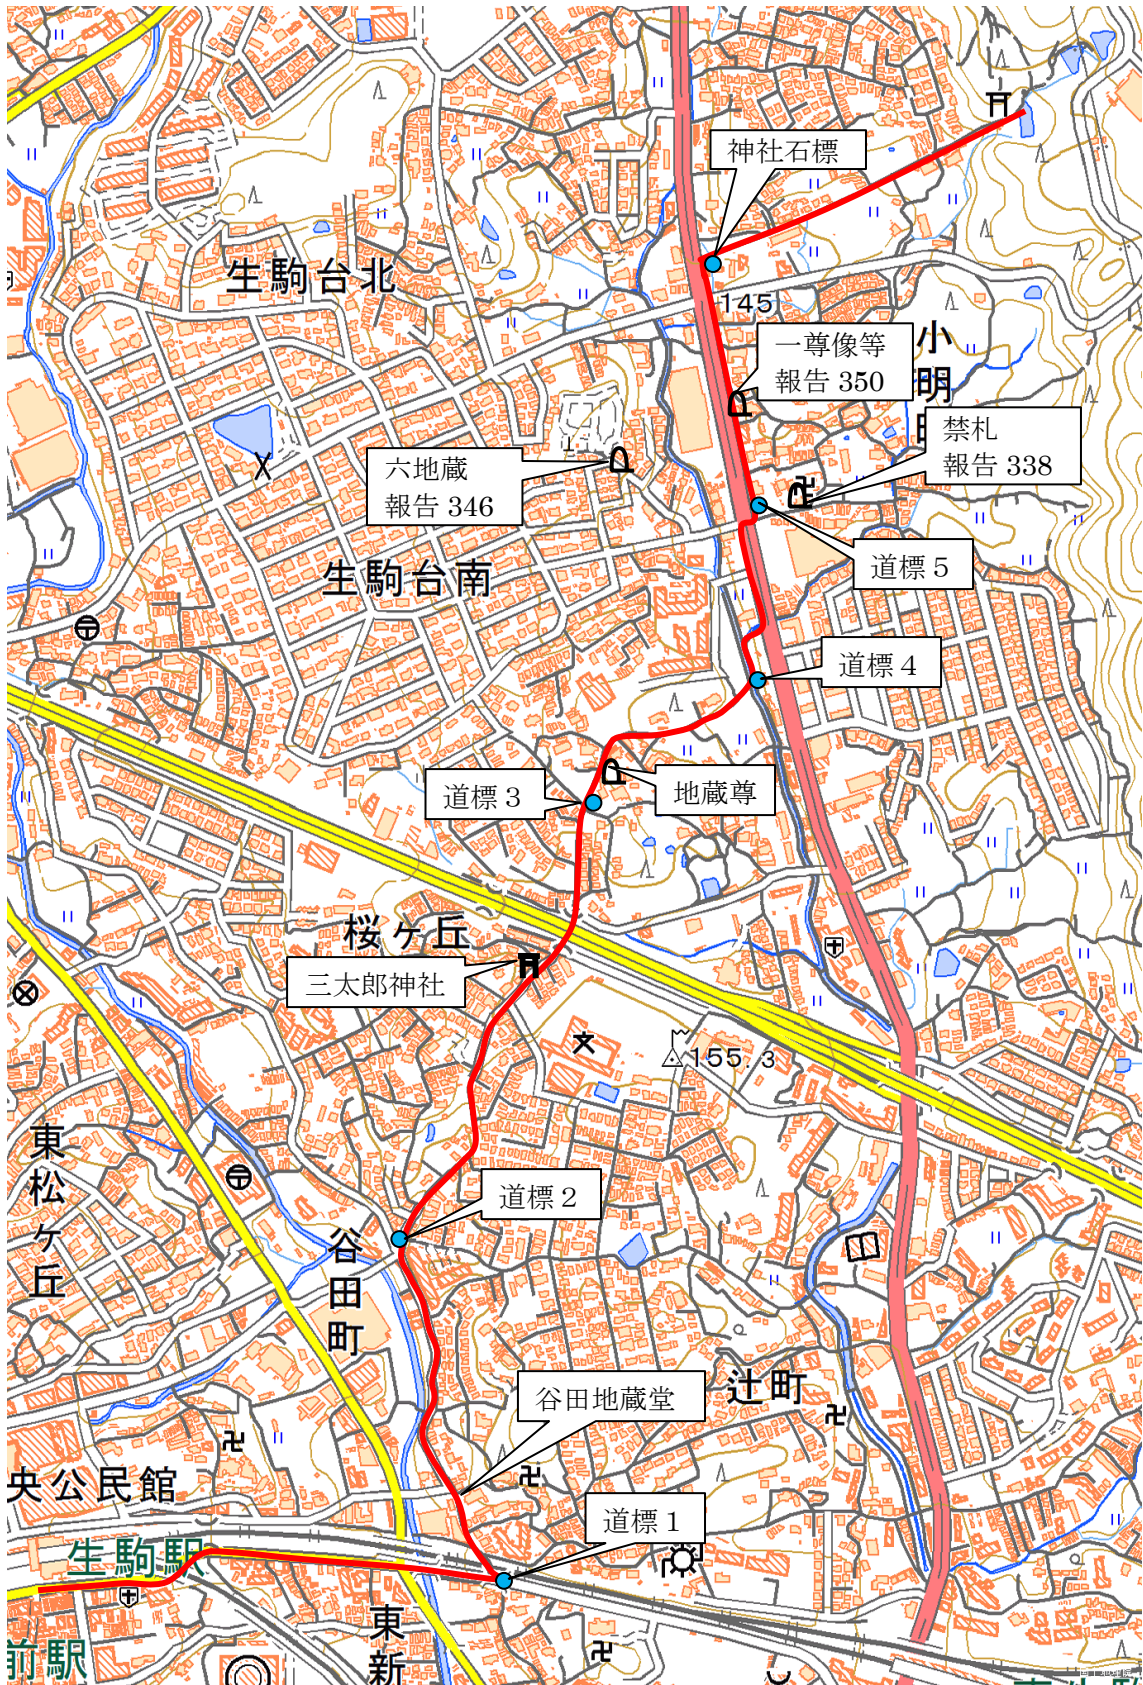 神社石標
生駒台北
145
一尊像等
報告 350
小明
禁札
報告 338
六地蔵
報告 346
道標５
生駒台南
道標４
道標３
地蔵尊
桜ヶ丘
三太郎神社
155.3
東松ヶ丘
道標２
谷田町
谷田地蔵堂
辻町
央公民館
道標１
生駒駅
東新
前駅